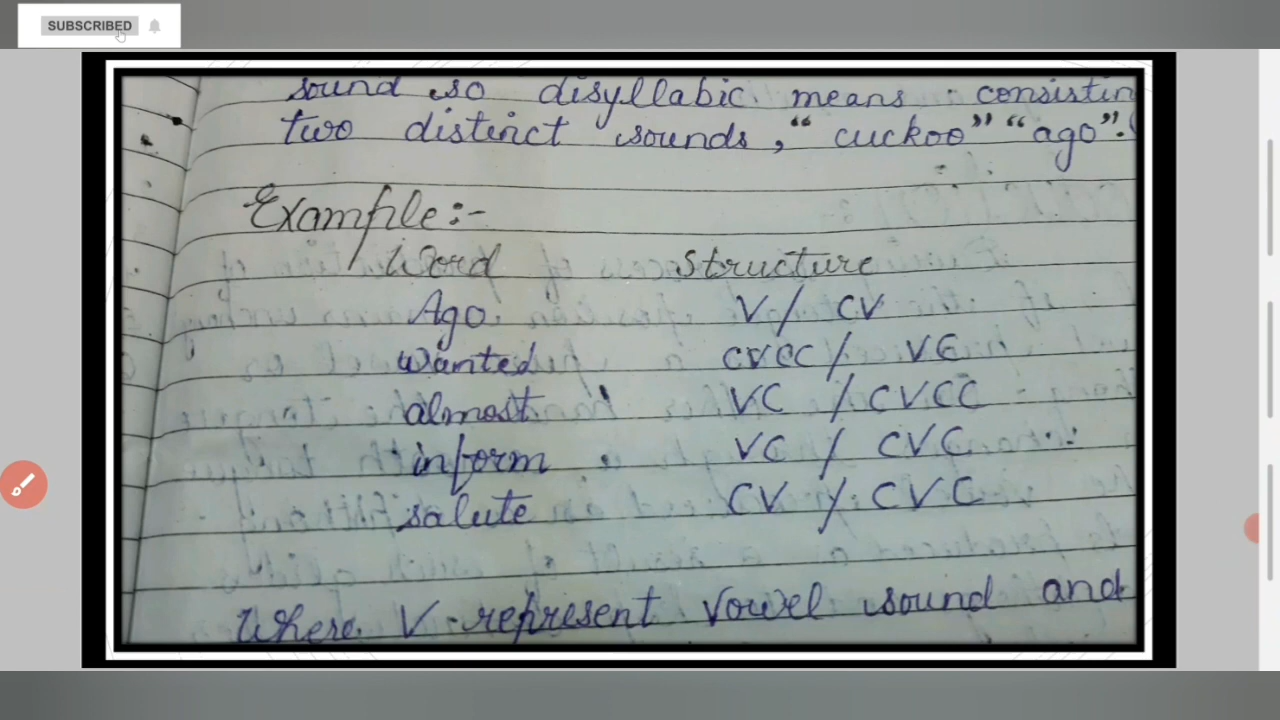 SUBSCRIBED
sound so disyllabic means consistin
two distinct sounds, "cuckoo" "ago".
Example:-
Word Structure
Ago V / CV
wanted CVCC / VC
almost VC / CVCC
inform VC / CVC
salute CV / CVC
Where V represent Vowel sound and